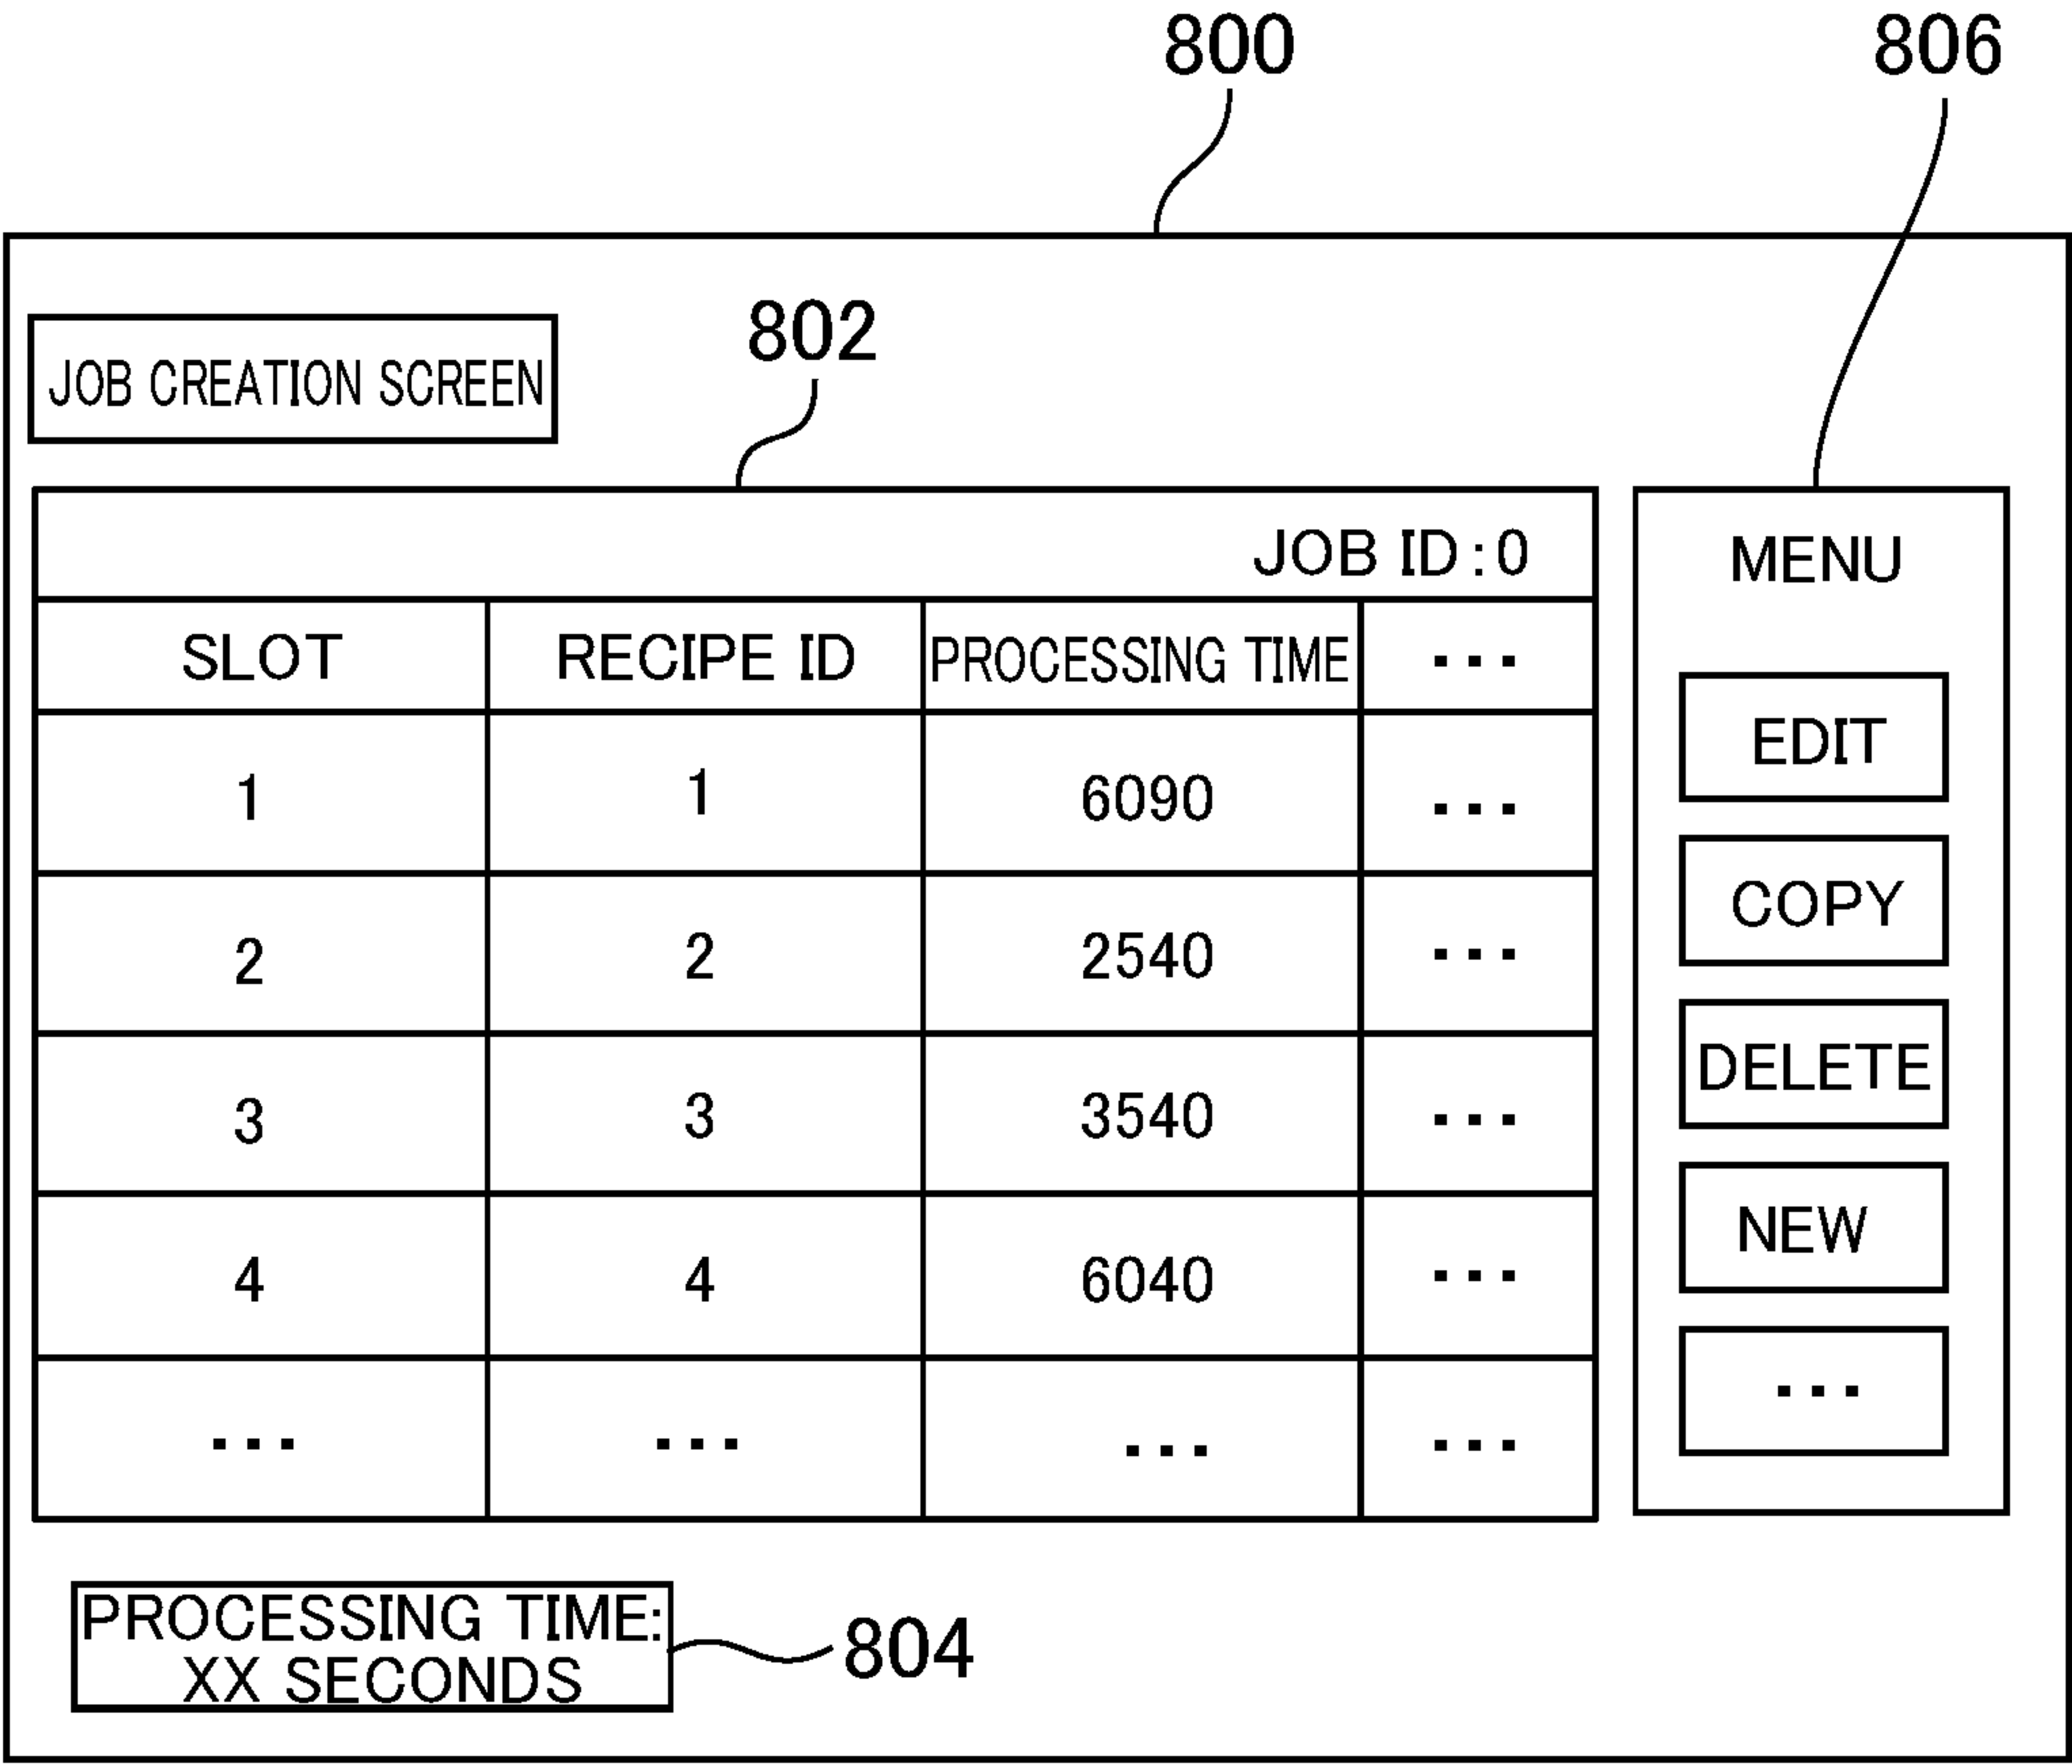 800
806
JOB CREATION SCREEN
802
JOB ID:0
MENU
SLOT RECIPE ID PROCESSING TIME ...
1 1 6090 ...
2 2 2540 ...
3 3 3540 ...
4 4 6040 ...
... ... ... ...
EDIT
COPY
DELETE
NEW
...
PROCESSING TIME:
XX SECONDS
804